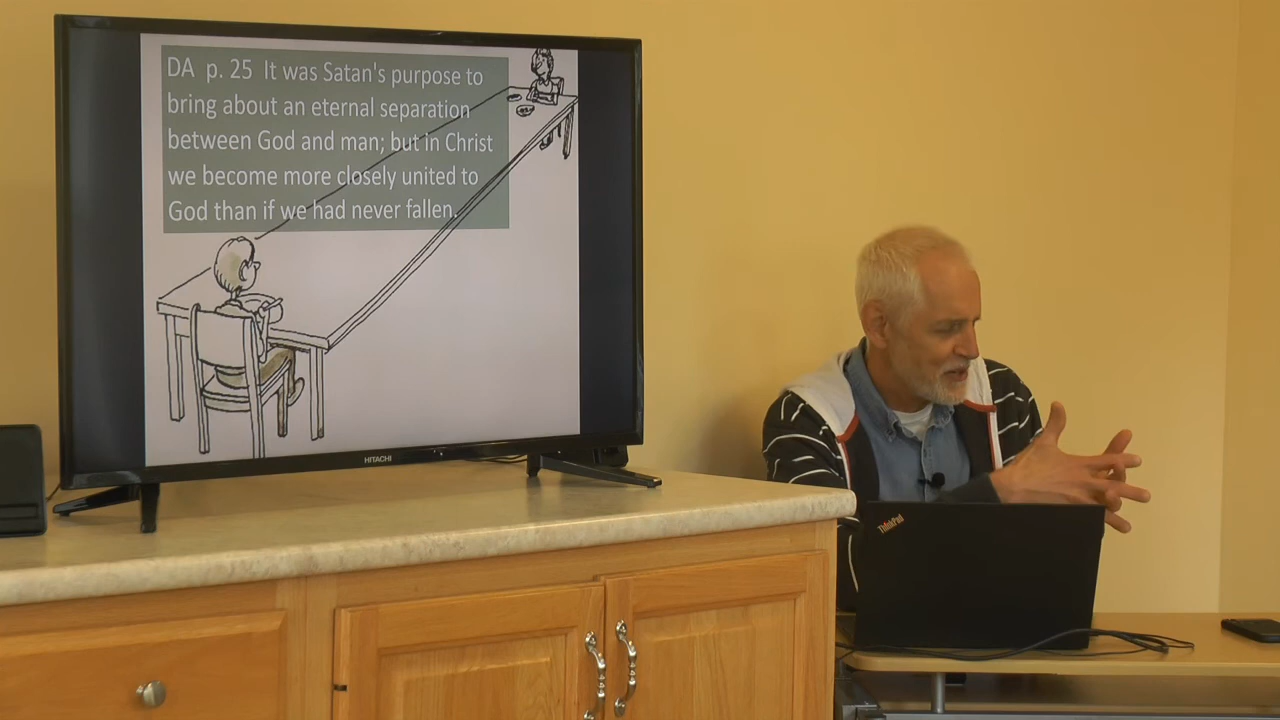 DA p. 25 It was Satan's purpose to
bring about an eternal separation
between God and man; but in Christ
we become more closely united to
God than if we had never fallen.
HITACHI
ThinkPad